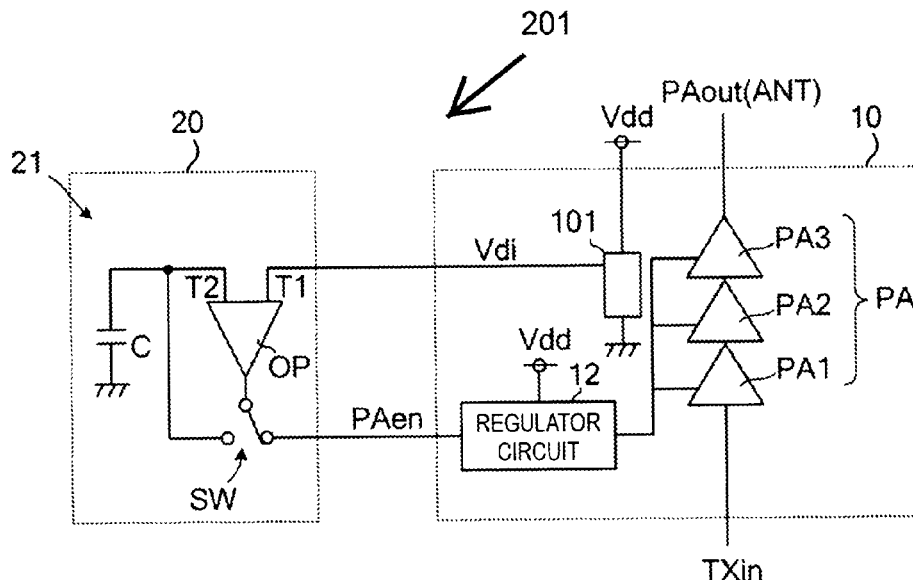 201
PAout(ANT)
20
Vdd
10
21
101
PA3
Vdi
T2
T1
PA2
PA
C
OP
Vdd
12
PA1
PAen
REGULATOR
CIRCUIT
SW
TXin